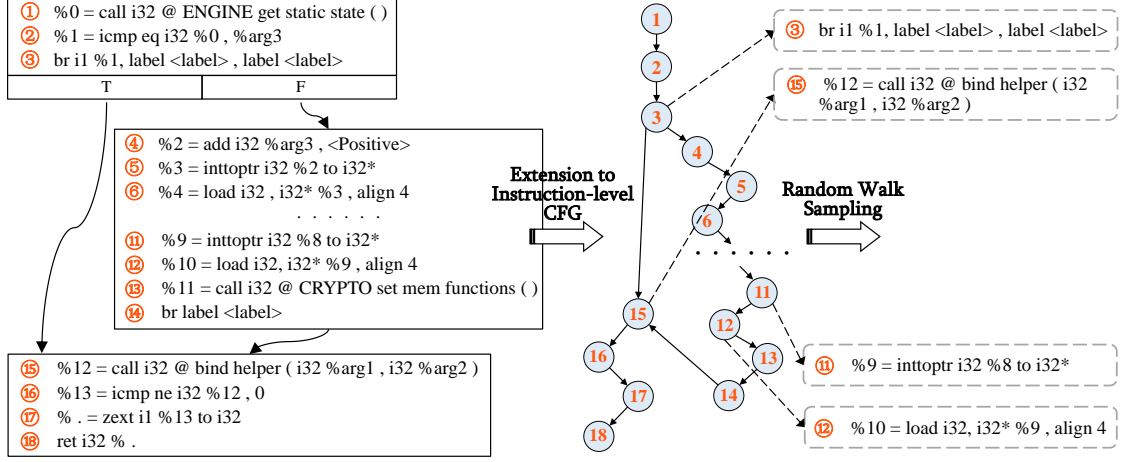 ① %0 = call i32 @ ENGINE get static state ( )
② %1 = icmp eq i32 %0 , %arg3
③ br i1 %1, label <label> , label <label>
T F
④ %2 = add i32 %arg3 , <Positive>
⑤ %3 = inttoptr i32 %2 to i32*
⑥ %4 = load i32 , i32* %3 , align 4
. . . . . .
⑪ %9 = inttoptr i32 %8 to i32*
⑫ %10 = load i32, i32* %9 , align 4
⑬ %11 = call i32 @ CRYPTO set mem functions ( )
⑭ br label <label>
⑮ %12 = call i32 @ bind helper ( i32 %arg1 , i32 %arg2 )
⑯ %13 = icmp ne i32 %12 , 0
⑰ % . = zext i1 %13 to i32
⑱ ret i32 % .
Extension to
Instruction-level
CFG
1
2
3
4
5
6
. . . . . .
11
15
12
16
13
17
14
18
Random Walk
Sampling
③ br i1 %1, label <label> , label <label>
⑮ %12 = call i32 @ bind helper ( i32
%arg1 , i32 %arg2 )
⑪ %9 = inttoptr i32 %8 to i32*
⑫ %10 = load i32, i32* %9 , align 4